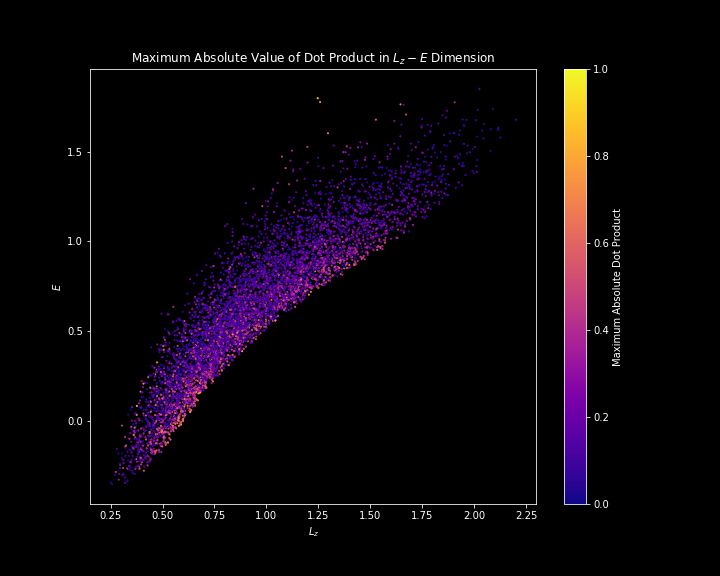 Maximum Absolute Value of Dot Product in $L_z - E$ Dimension
E
1.5
1.0
0.5
0.0
0.25 0.50 0.75 1.00 1.25 1.50 1.75 2.00 2.25
$L_z$
1.0
0.8
0.6
0.4
0.2
0.0
Maximum Absolute Dot Product